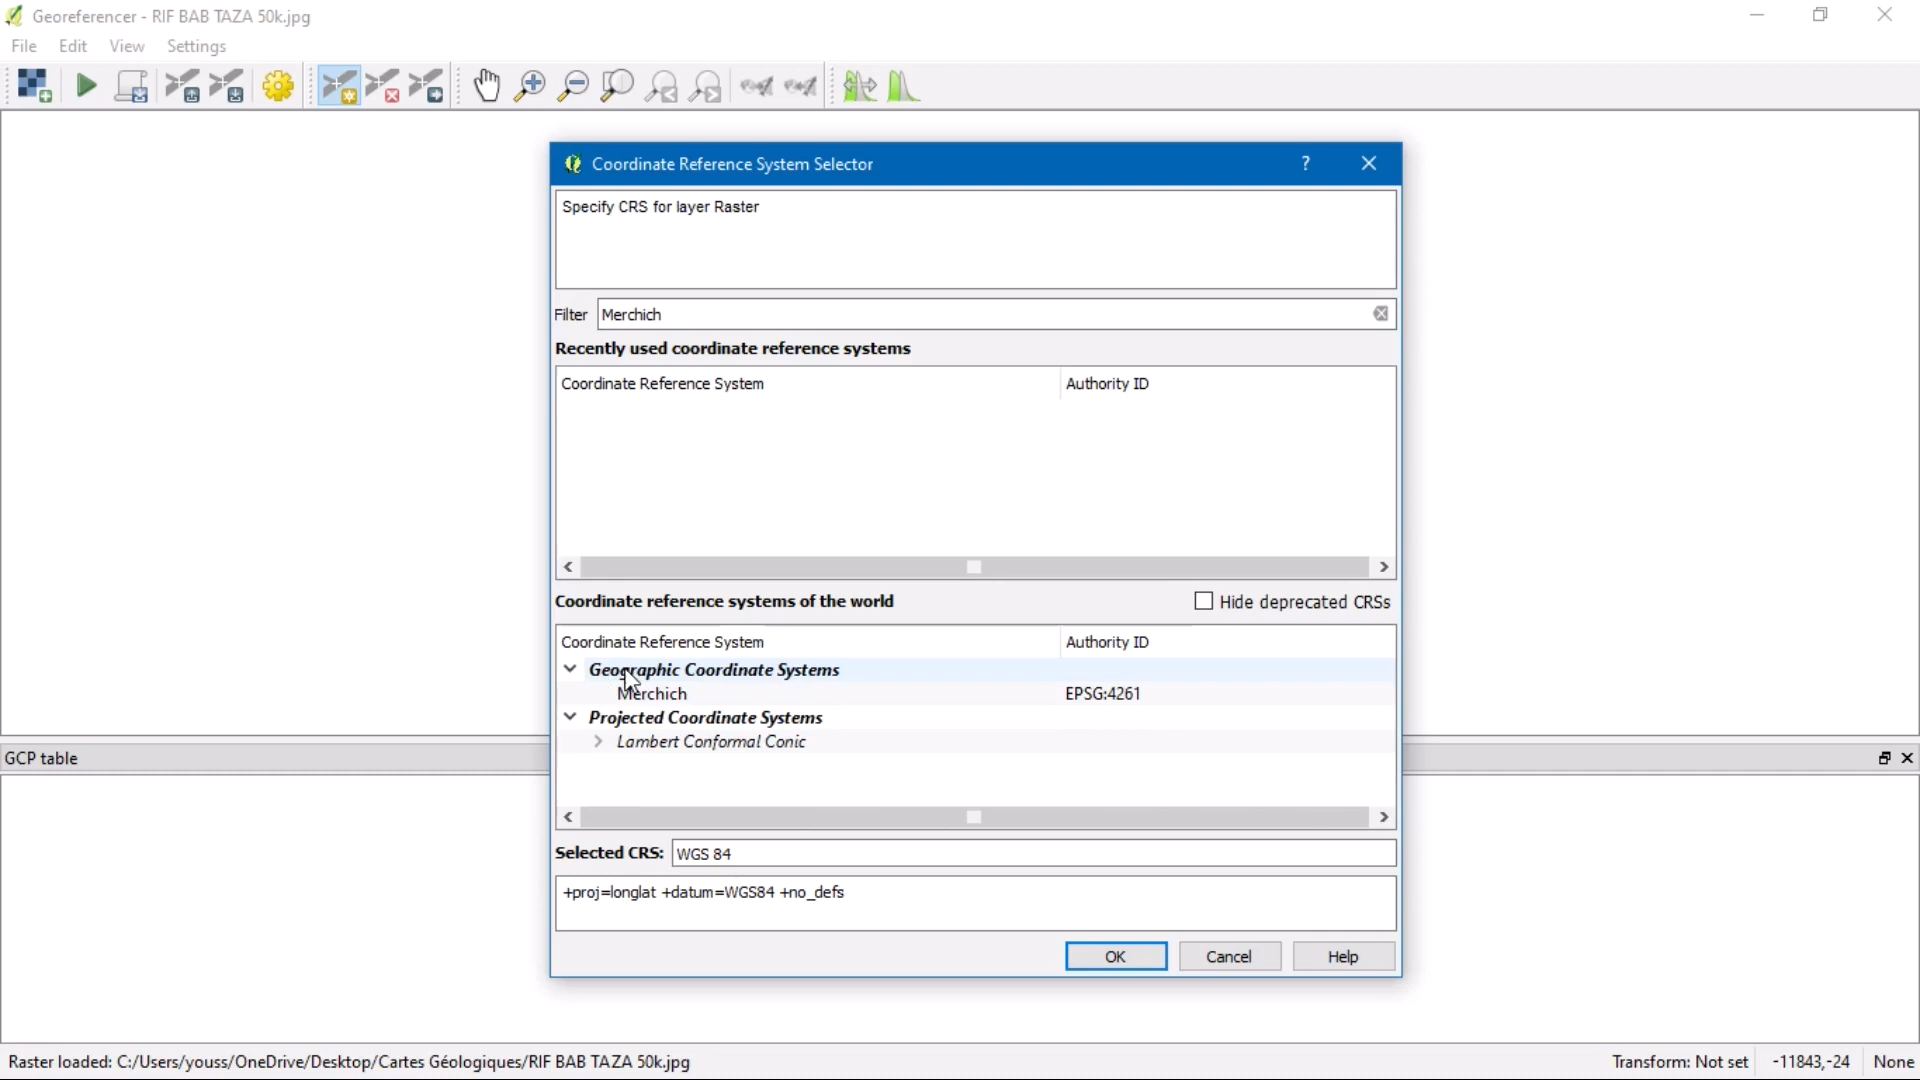 Georeferencer - RIF BAB TAZA 50k.jpg
File Edit View Settings
Coordinate Reference System Selector ?
Specify CRS for layer Raster
Filter Merchich
Recently used coordinate reference systems
Coordinate Reference System Authority ID
Coordinate reference systems of the world Hide deprecated CRSs
Coordinate Reference System Authority ID
Geographic Coordinate Systems
Merchich EPSG:4261
Projected Coordinate Systems
Lambert Conformal Conic
GCP table
Selected CRS: WGS 84
+proj=longlat +datum=WGS84 +no_defs
OK Cancel Help
Raster loaded: C:/Users/youss/OneDrive/Desktop/Cartes Géologiques/RIF BAB TAZA 50k.jpg Transform: Not set -11843,-24 None